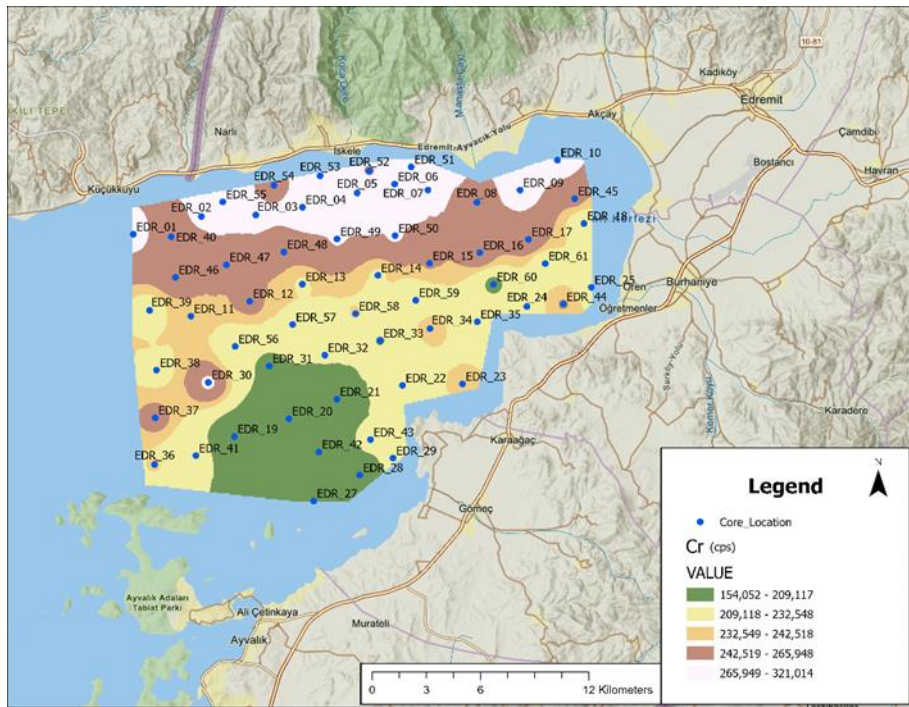 10-81
Kadıköy
Edremit
Akçay
Çamdibi
Bostancı
Havran
KILI TEPE
Narlı
İskele
Edremit-Ayvacık-Yolu
Küçükkuyu
EDR_10
EDR_51
EDR_52
EDR_53
EDR_54
EDR_06
EDR_05
EDR_07
EDR_08
EDR_09
EDR_45
EDR_55
EDR_04
EDR_03
EDR_02
EDR_18
EDR_01
EDR_40
EDR_49
EDR_50
EDR_17
EDR_48
EDR_16
EDR_47
EDR_15
EDR_61
EDR_46
EDR_14
EDR_13
EDR_60
EDR_25
Ören
Burhaniye
EDR_12
EDR_59
EDR_24
EDR_44
Öğretmenler
EDR_39
EDR_11
EDR_58
EDR_57
EDR_34
EDR_35
EDR_33
EDR_56
EDR_32
EDR_31
EDR_38
EDR_30
EDR_22
EDR_23
EDR_21
EDR_37
EDR_20
EDR_19
EDR_43
Karaağaç
Karadere
EDR_36
EDR_41
EDR_42
EDR_29
EDR_28
EDR_27
Gömeç
Ayvalık Adaları
Tabiat Parkı
Ali Çetinkaya
Ayvalık
Murateli
Legend
N
Core_Location
Cr (cps)
VALUE
154,052 - 209,117
209,118 - 232,548
232,549 - 242,518
242,519 - 265,948
265,949 - 321,014
0 3 6 12 Kilometers